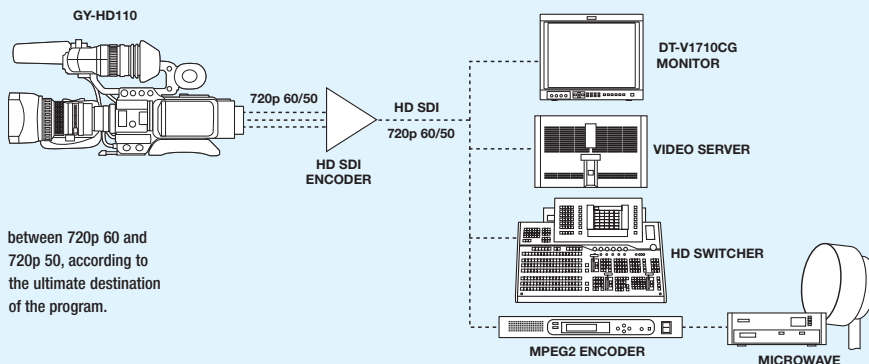 GY-HD110
720p 60/50
HD SDI
ENCODER
HD SDI
720p 60/50
DT-V1710CG
MONITOR
VIDEO SERVER
HD SWITCHER
MPEG2 ENCODER
MICROWAVE
between 720p 60 and
720p 50, according to
the ultimate destination
of the program.